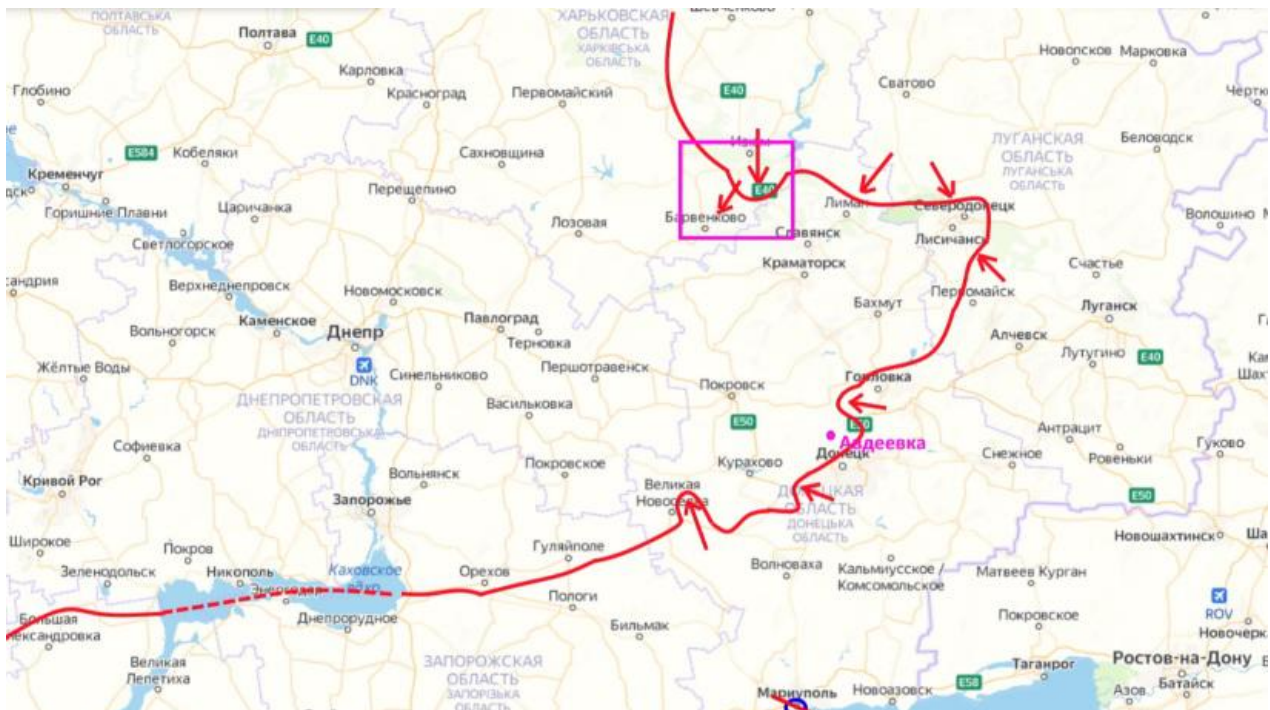 ПОЛТАВСКА
ОБЛАСТЬ
Полтава
E40
ХАРЬКОВСКАЯ
ОБЛАСТЬ
ХАРКІВСЬКА
ОБЛАСТЬ
Новопсков
Марковка
Карловка
Глобино
Красноград
Первомайский
E40
Сватово
Беловодск
ЛУГАНСКАЯ
ОБЛАСТЬ
ЛУГАНСЬКА
ОБЛАСТЬ
E584
Кобеляки
Сахновщина
Кременчуг
Перещепино
E40
Горишние Плавни
Царичанка
Лозовая
Барвенково
Лиман
Северодонецк
Волошино
Светлогорское
Славянск
Лисичанск
Краматорск
Счастье
Верхнеднепровск
Новомосковск
Первомайск
Бахмут
Луганск
Вольногорск
Каменское
Днепр
Павлоград
Терновка
Алчевск
Лутугино
E40
Жёлтые Воды
DNK
Синельниково
Першотравенск
Покровск
Горловка
ДНЕПРОПЕТРОВСКАЯ
ОБЛАСТЬ
ДНІПРОПЕТРОВСЬКА
ОБЛАСТЬ
Васильковка
E50
Авдеевка
Антрацит
Софиевка
Донецк
Снежное
Ровеньки
Гуково
Вольнянск
Покровское
Курахово
Кривой Рог
Великая
Новоселка
ОБЛАСТЬ
ДОНЕЦЬКА
ОБЛАСТЬ
E50
Запорожье
Широкое
Покров
Гуляйполе
Новошахтинск
Зеленодольск
Никополь
Каховское
Орехов
Волноваха
Кальмиусское /
Комсомольское
Матвеев Курган
Энергодар
Пологи
Большая
Днепрорудное
Бильмак
Покровское
ROV
Великая
Лепетиха
ЗАПОРОЖСКАЯ
ОБЛАСТЬ
ЗАПОРІЗЬКА
ОБЛАСТЬ
Таганрог
Ростов-на-Дону
Мариуполь
Новоазовск
E58
Азов
Батайск